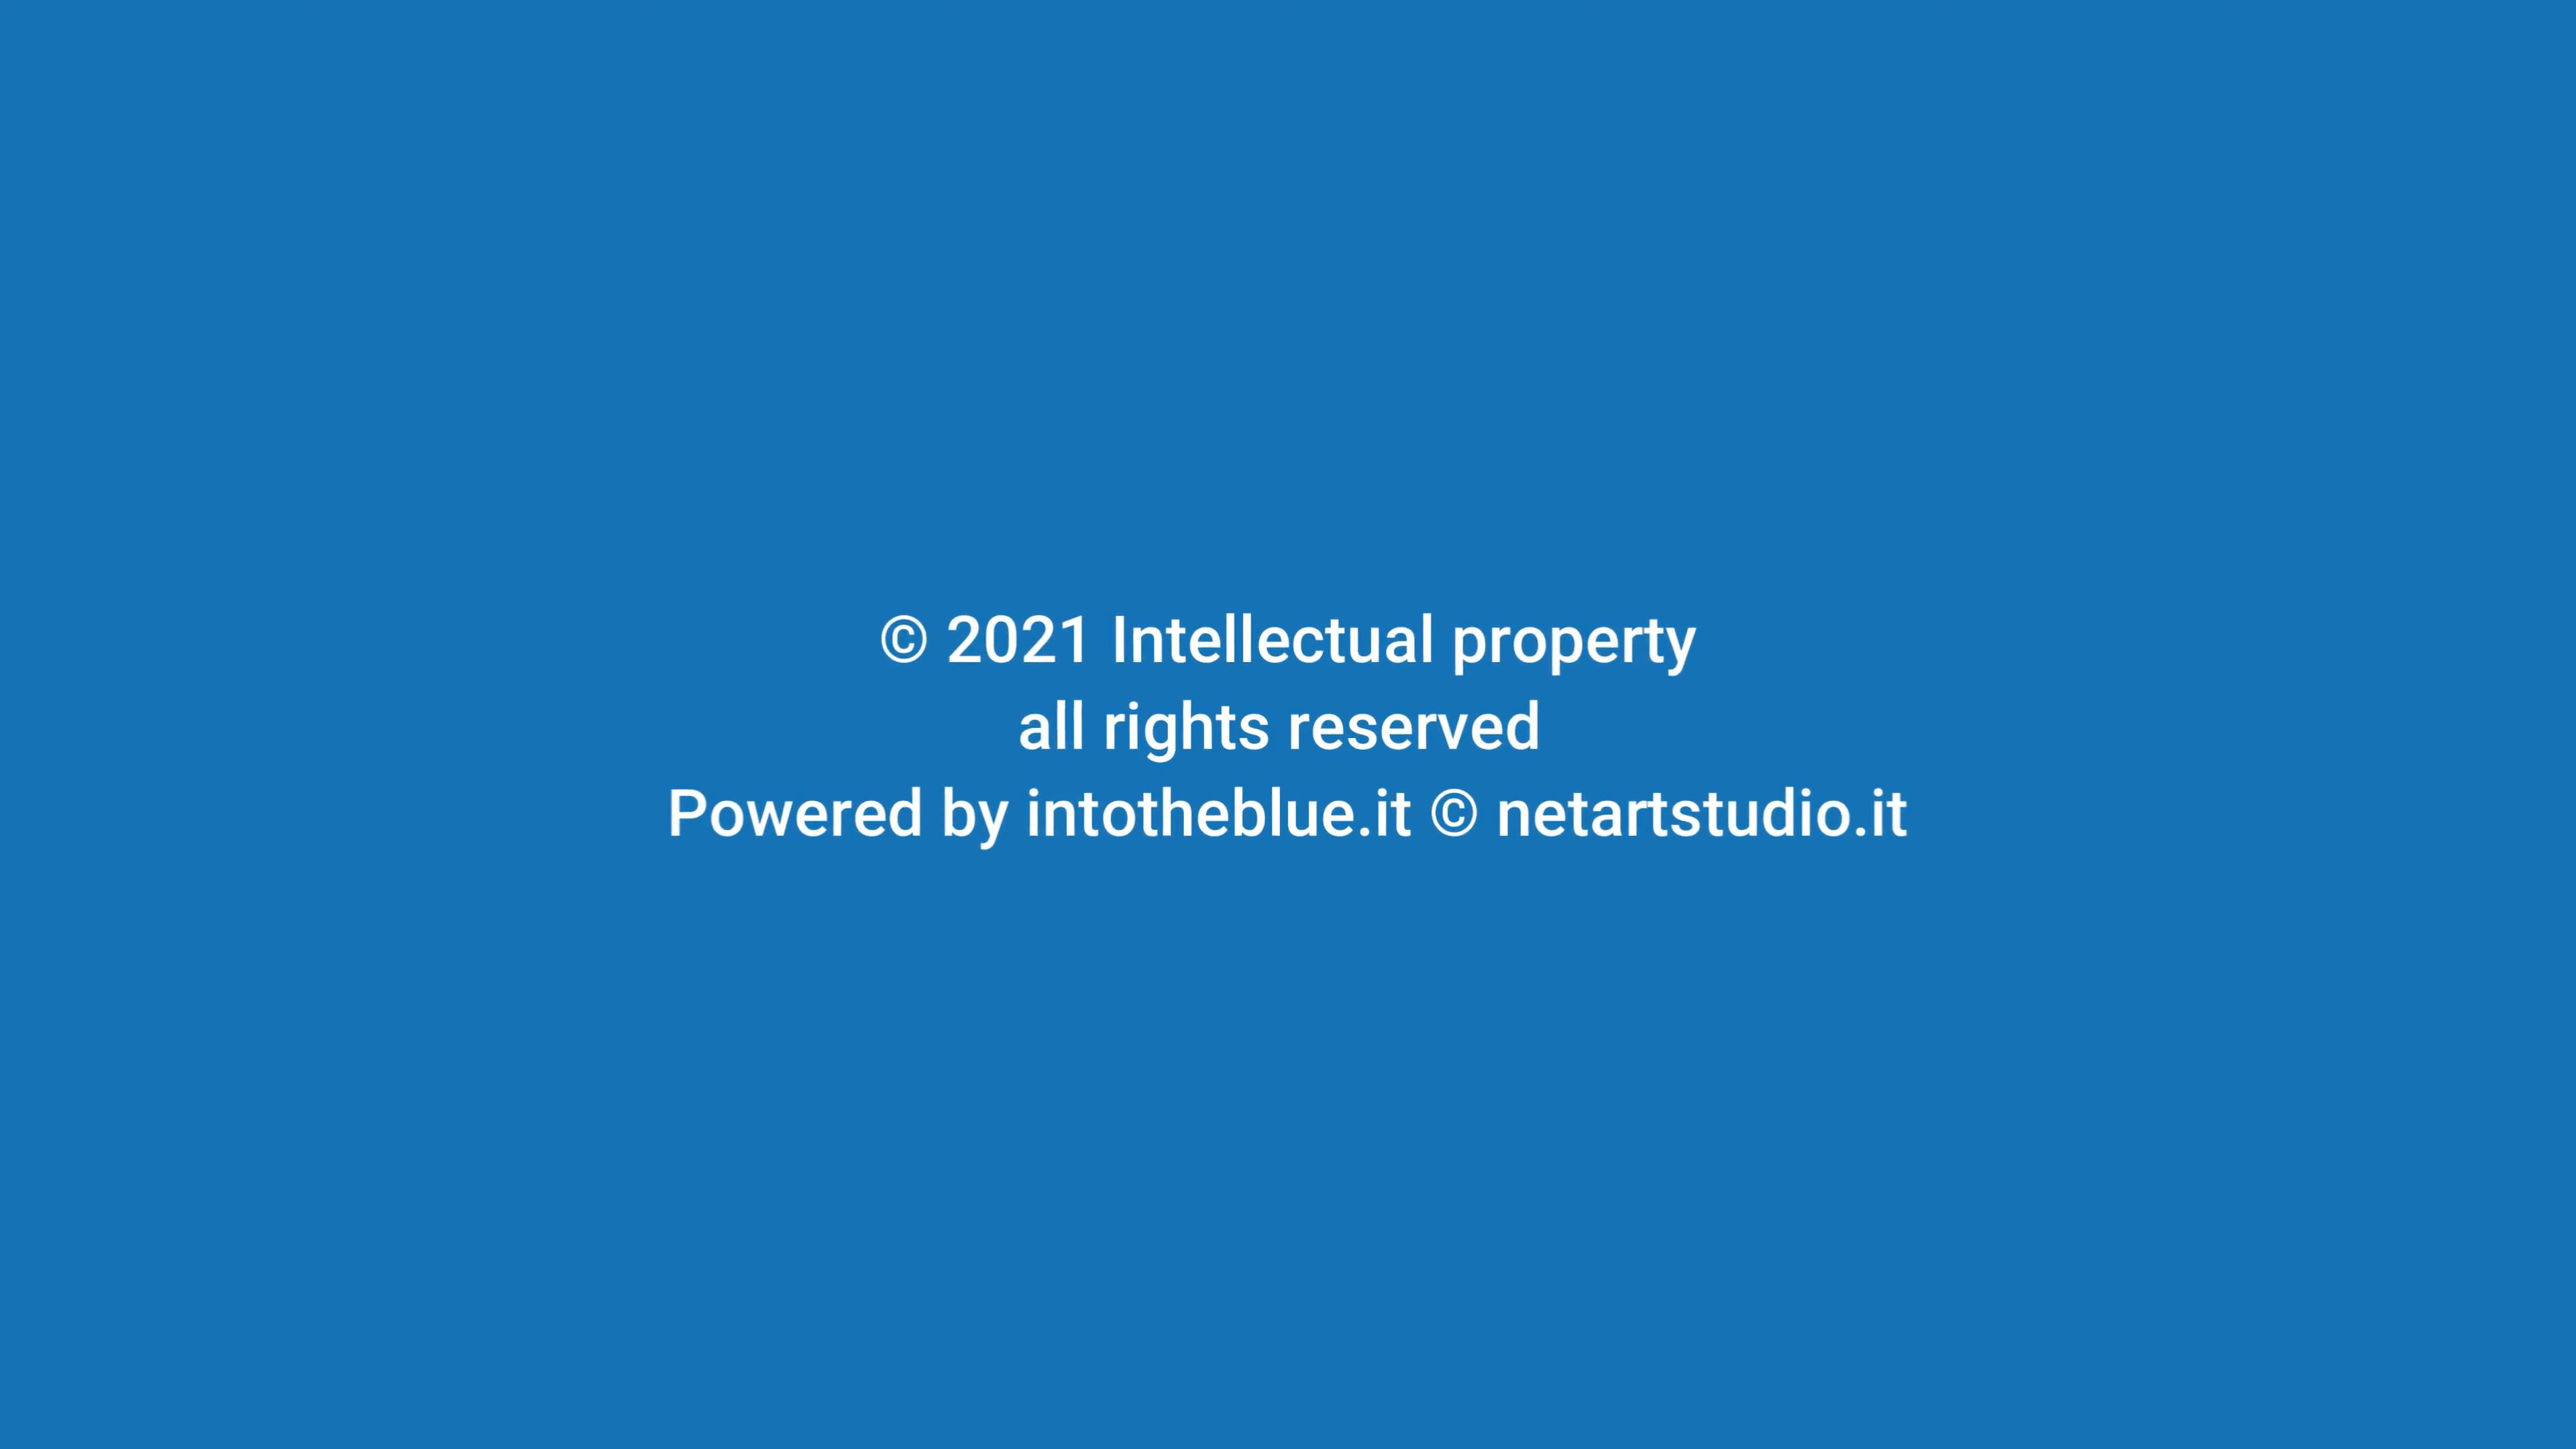 © 2021 Intellectual property
all rights reserved
Powered by intotheblue.it © netartstudio.it